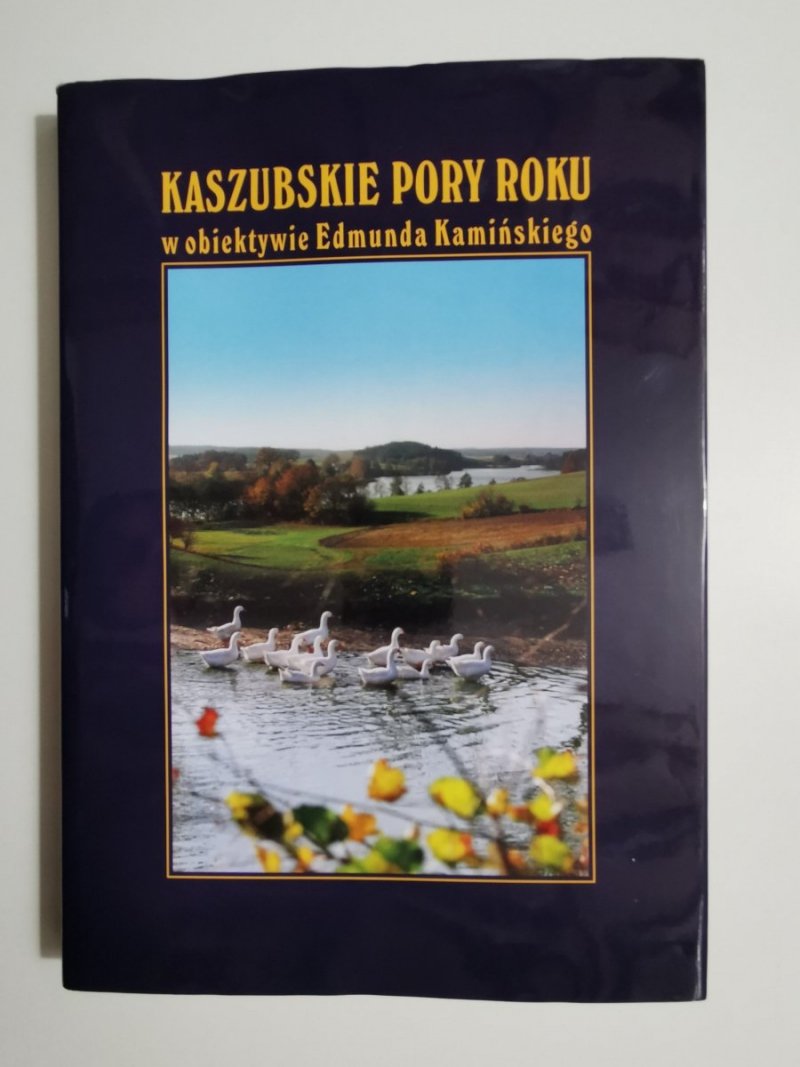 KASZUBSKIE PORY ROKU
w obiektywie Edmunda Kamińskiego